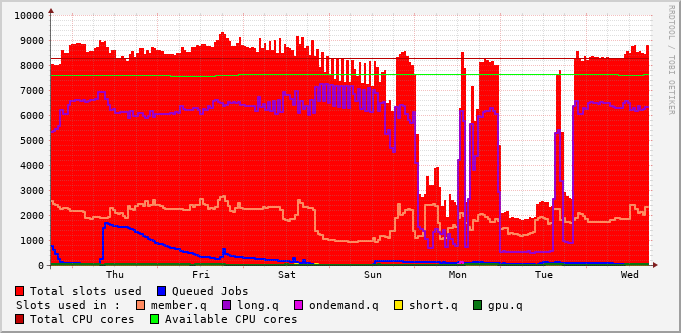 10000
9000
8000
7000
6000
5000
4000
3000
2000
1000
0
Thu Fri Sat Sun Mon Tue Wed
RRDTOOL / TOBI OETIKER
Total slots used Queued Jobs
Slots used in : member.q long.q ondemand.q short.q gpu.q
Total CPU cores Available CPU cores